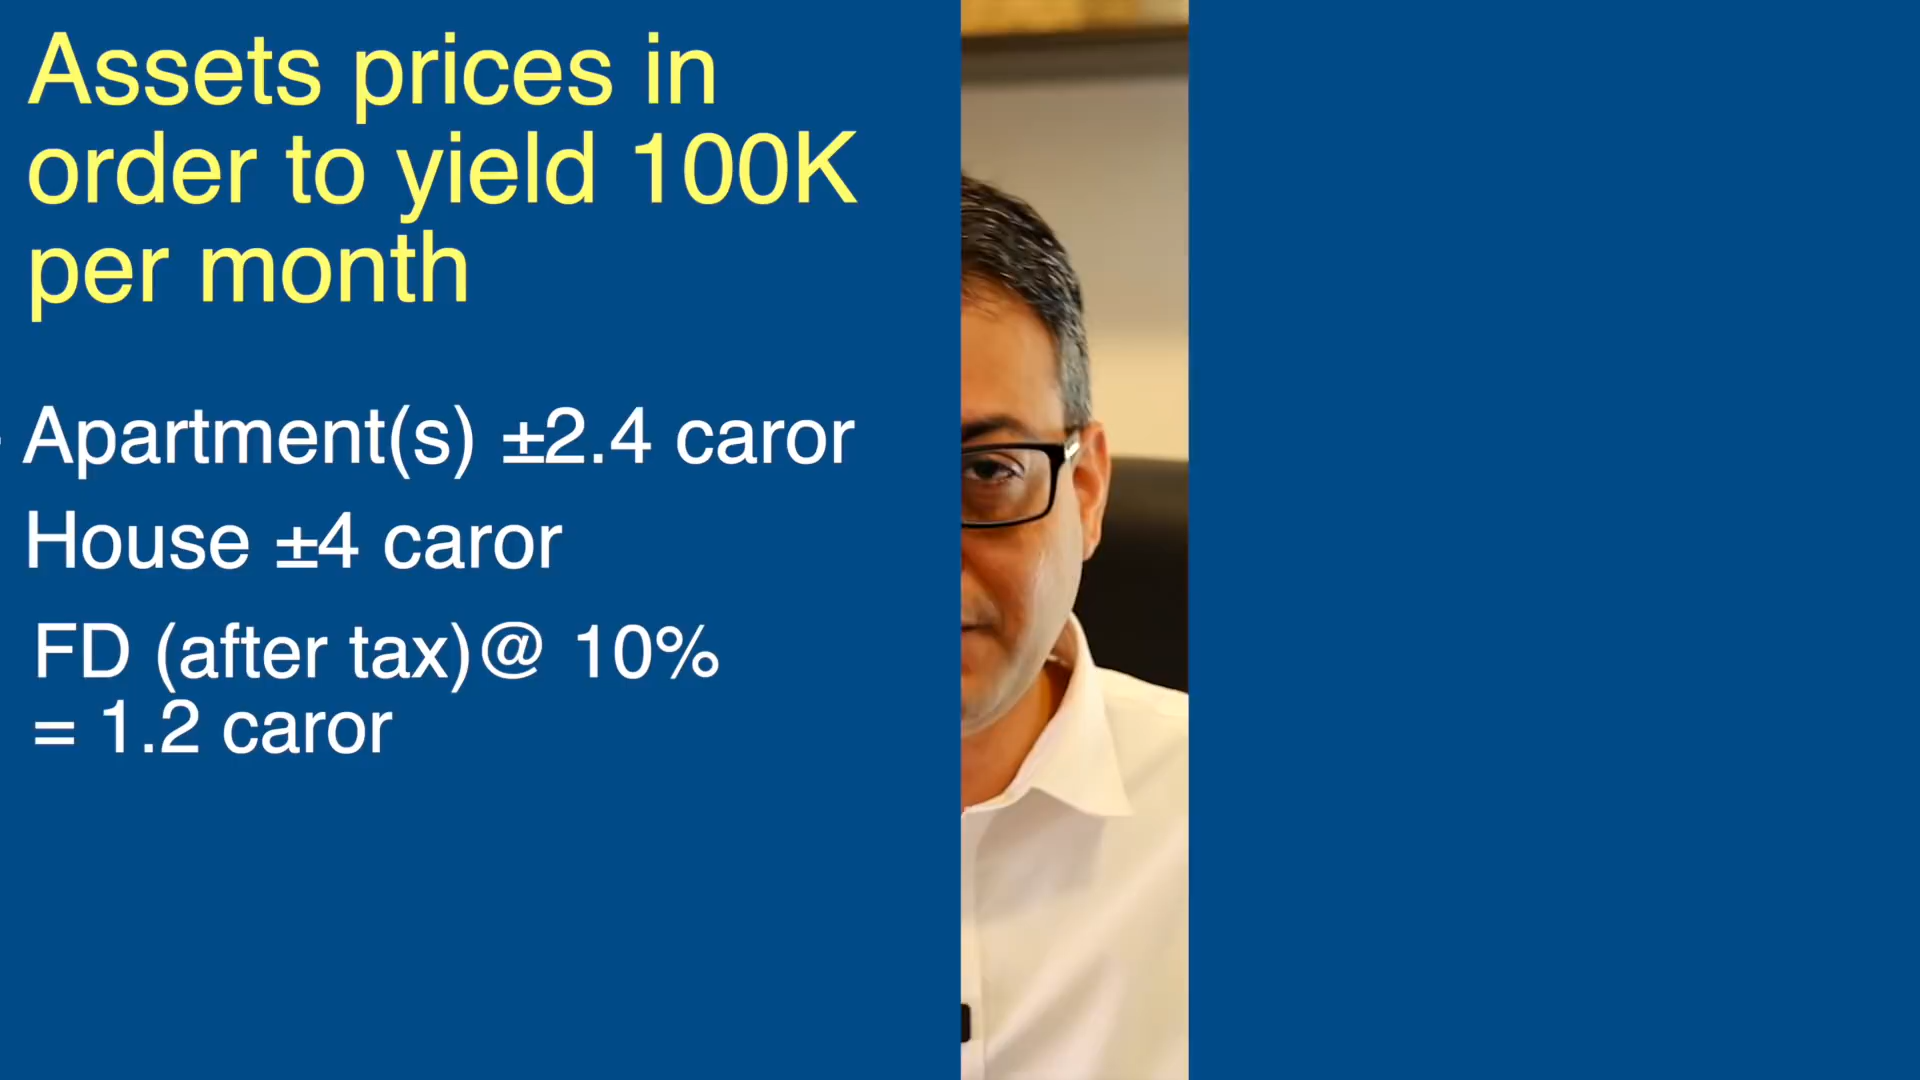 Assets prices in
order to yield 100K
per month
Apartment(s) ±2.4 caror
House ±4 caror
FD (after tax)@ 10%
= 1.2 caror